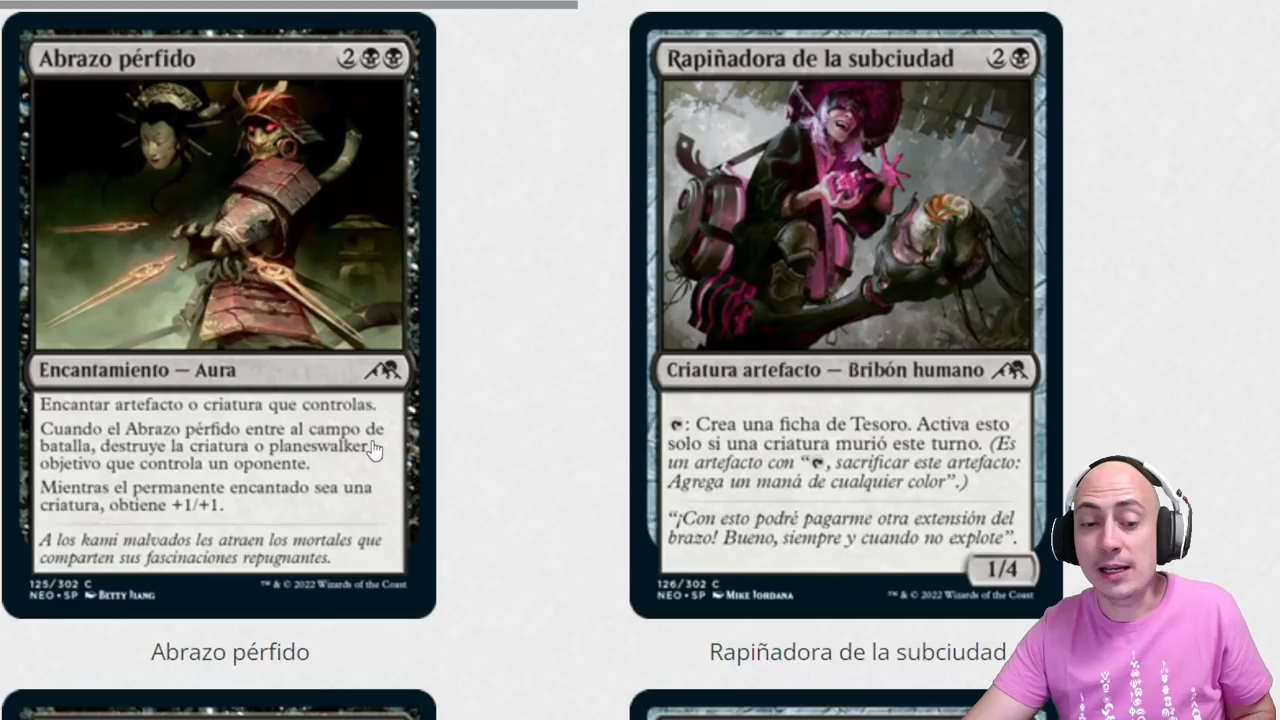 Abrazo pérfido 2
Encantamiento — Aura
Encantar artefacto o criatura que controlas.
Cuando el Abrazo pérfido entre al campo de
batalla, destruye la criatura o planeswalker
objetivo que controla un oponente.
Mientras el permanente encantado sea una
criatura, obtiene +1/+1.
A los kami malvados les atraen los mortales que
comparten sus fascinaciones repugnantes.
125/302 C
NEO • SP Betty Jiang
™ & © 2022 Wizards of the Coast
Abrazo pérfido
Rapiñadora de la subciudad 2
Criatura artefacto — Bribón humano
: Crea una ficha de Tesoro. Activa esto
solo si una criatura murió este turno. (Es
un artefacto con “, sacrificar este artefacto:
Agrega un maná de cualquier color”.)
“¡Con esto podré pagarme otra extensión del
brazo! Bueno, siempre y cuando no explote”.
1/4
126/302 C
NEO • SP Mike Jordana
™ & © 2022 Wizards of the Coast
Rapiñadora de la subciudad